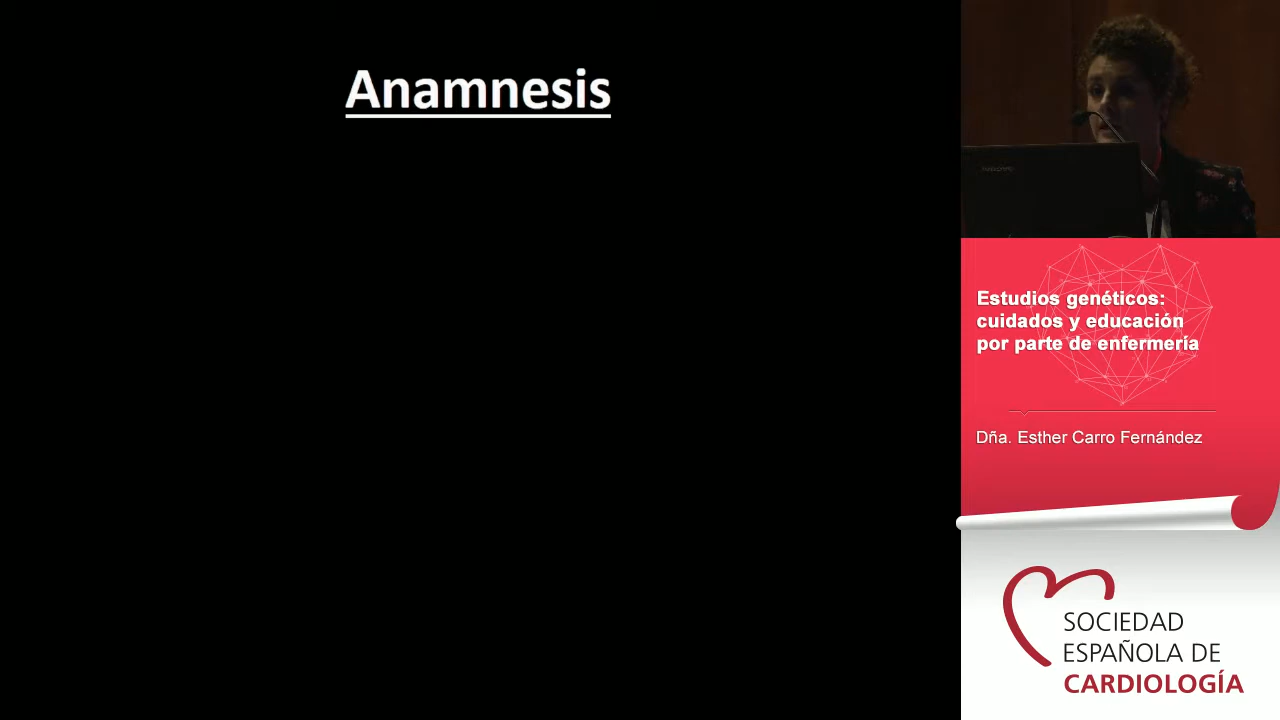 Anamnesis
Estudios genéticos:
cuidados y educación
por parte de enfermería
Dña. Esther Carro Fernández
SOCIEDAD
ESPAÑOLA DE
CARDIOLOGÍA